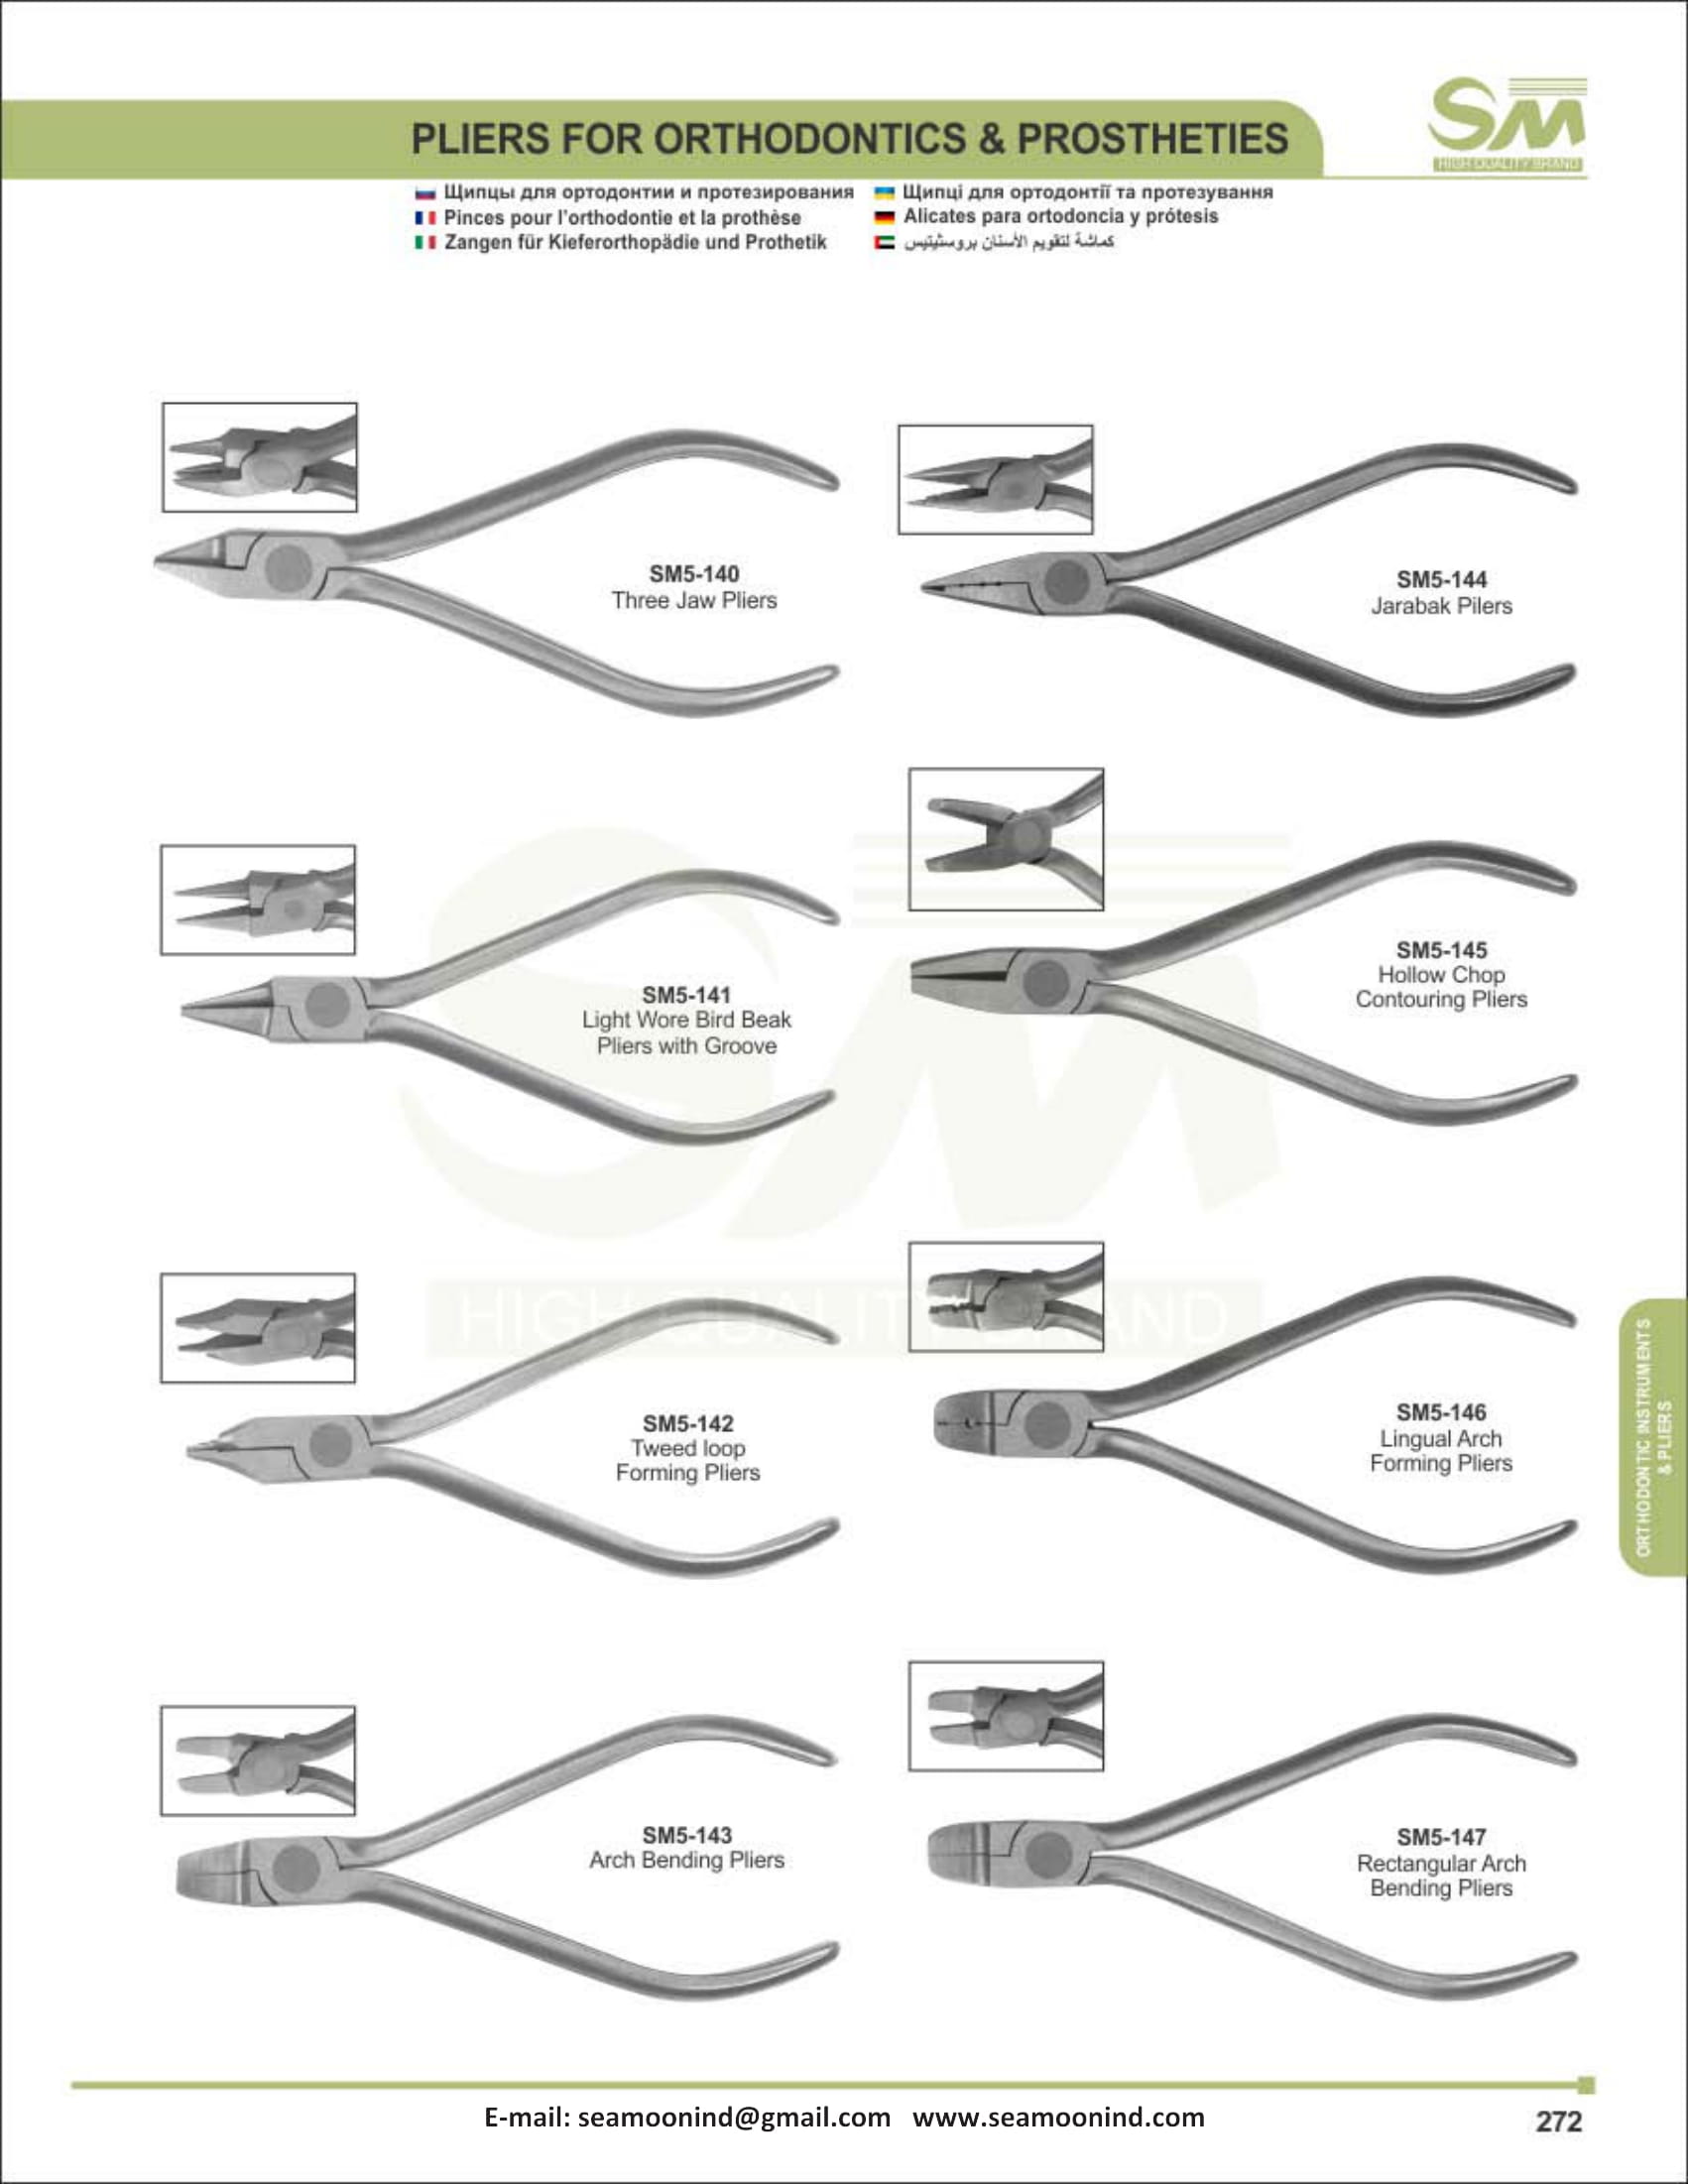 SM
HIGH QUALITY BRAND
PLIERS FOR ORTHODONTICS & PROSTHETIES
Щипцы для ортодонтии и протезирования
Щипці для ортодонтії та протезування
Pinces pour l'orthodontie et la prothèse
Alicates para ortodoncia y prótesis
Zangen für Kieferorthopädie und Prothetik
كماشة لتقويم الأسنان بروسثيتيس
SM5-140
Three Jaw Pliers
SM5-144
Jarabak Pilers
SM5-141
Light Wore Bird Beak
Pliers with Groove
SM5-145
Hollow Chop
Contouring Pliers
SM5-142
Tweed loop
Forming Pliers
SM5-146
Lingual Arch
Forming Pliers
SM5-143
Arch Bending Pliers
SM5-147
Rectangular Arch
Bending Pliers
SM
HIGH QUALITY BRAND
ORTHODONTIC INSTRUMENTS
& PLIERS
E-mail: seamoonind@gmail.com www.seamoonind.com
272